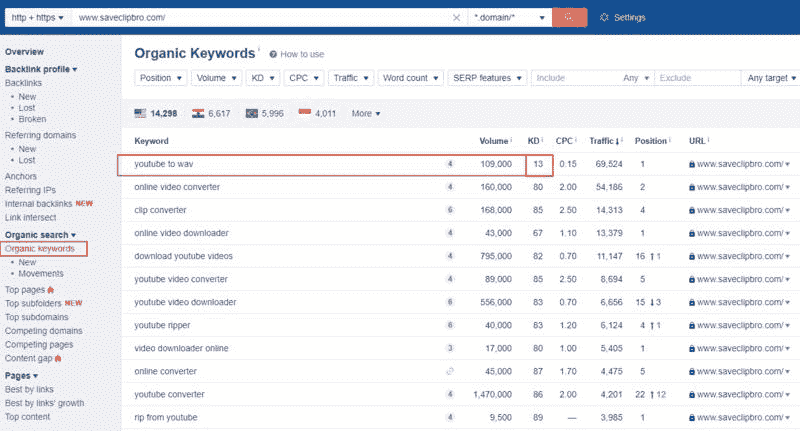 http + https ▾ www.saveclipbro.com/ × *.domain/* ▾ Settings
Overview
Backlink profile ▾
Backlinks
• New
• Lost
• Broken
Referring domains
• New
• Lost
Anchors
Referring IPs
Internal backlinks NEW
Link intersect
Organic search ▾
Organic keywords
• New
• Movements
Top pages
Top subfolders NEW
Top subdomains
Competing domains
Competing pages
Content gap
Pages ▾
Best by links
Best by links' growth
Top content
Organic Keywords i ? How to use
Position ▾ Volume ▾ KD ▾ CPC ▾ Traffic ▾ Word count ▾ SERP features ▾ Include Any ▾ Exclude Any target ▾
14,298 6,617 5,996 4,011 More ▾
Keyword Volume i KD i CPC i Traffic ↓ i Position i URL i
youtube to wav 4 109,000 13 0.15 69,524 1 www.saveclipbro.com/ ▾
online video converter 4 160,000 80 2.00 54,186 2 www.saveclipbro.com/ ▾
clip converter 6 168,000 85 2.50 14,313 4 www.saveclipbro.com/ ▾
online video downloader 4 43,000 67 1.10 13,379 1 www.saveclipbro.com/ ▾
download youtube videos 4 795,000 82 0.70 11,147 16 ↑ 1 www.saveclipbro.com/ ▾
youtube video converter 4 89,000 85 2.50 8,694 5 www.saveclipbro.com/ ▾
youtube video downloader 6 556,000 83 0.70 6,656 15 ↓ 3 www.saveclipbro.com/ ▾
youtube ripper 6 40,000 83 1.20 6,124 4 ↑ 1 www.saveclipbro.com/ ▾
video downloader online 3 17,000 80 1.00 5,405 1 www.saveclipbro.com/ ▾
online converter 45,000 87 1.70 4,475 5 www.saveclipbro.com/ ▾
youtube converter 4 1,470,000 86 2.00 4,201 22 ↑ 12 www.saveclipbro.com/ ▾
rip from youtube 4 9,500 89 — 3,985 1 www.saveclipbro.com/ ▾